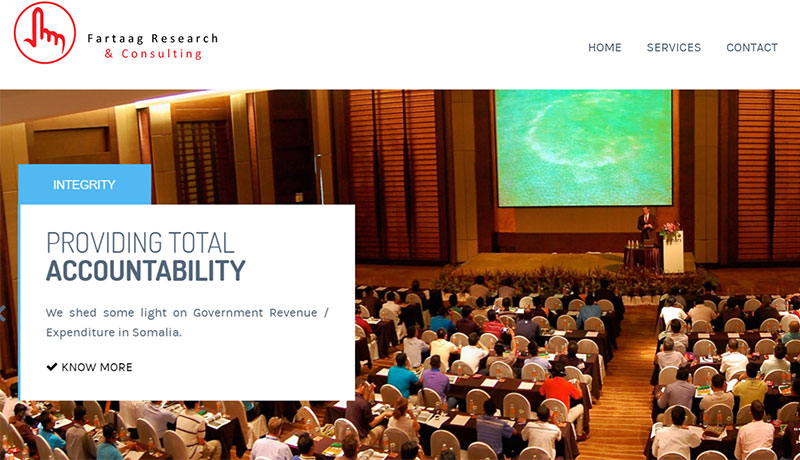 Fartaag Research
& Consulting
HOME SERVICES CONTACT
INTEGRITY
PROVIDING TOTAL
ACCOUNTABILITY
We shed some light on Government Revenue /
Expenditure in Somalia.
KNOW MORE